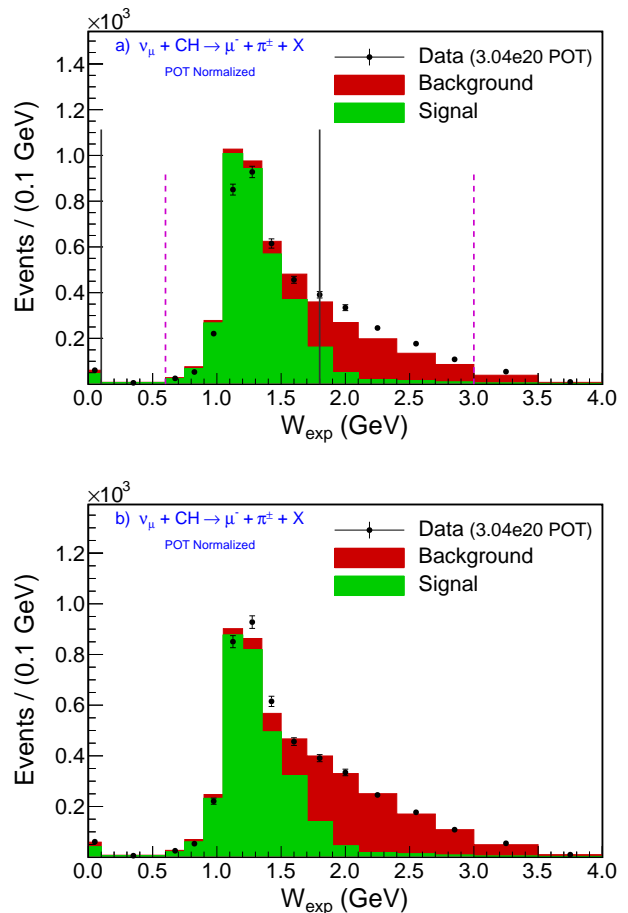 ×10³
a) νμ + CH → μ⁻ + π± + X
POT Normalized
Data (3.04e20 POT)
Background
Signal
Events / (0.1 GeV)
1.4
1.2
1.0
0.8
0.6
0.4
0.2
0.0 0.5 1.0 1.5 2.0 2.5 3.0 3.5 4.0
W_exp (GeV)
×10³
b) νμ + CH → μ⁻ + π± + X
POT Normalized
Data (3.04e20 POT)
Background
Signal
Events / (0.1 GeV)
1.2
1.0
0.8
0.6
0.4
0.2
0.0 0.5 1.0 1.5 2.0 2.5 3.0 3.5 4.0
W_exp (GeV)